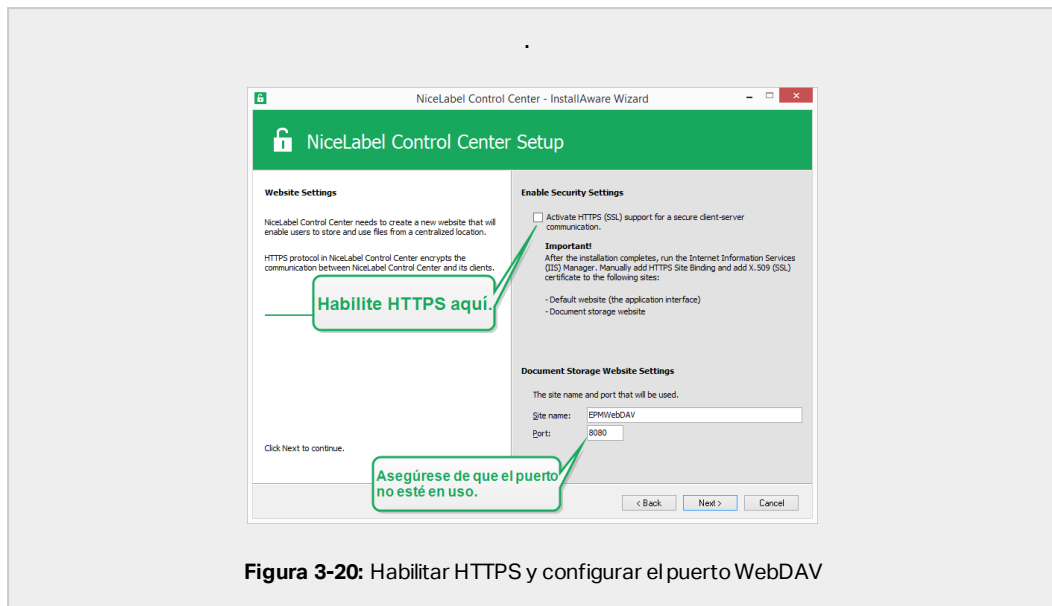 .
NiceLabel Control Center - InstallAware Wizard
NiceLabel Control Center Setup
Website Settings
NiceLabel Control Center needs to create a new website that will
enable users to store and use files from a centralized location.
HTTPS protocol in NiceLabel Control Center encrypts the
communication between NiceLabel Control Center and its clients.
Habilite HTTPS aquí.
Click Next to continue.
Enable Security Settings
Activate HTTPS (SSL) support for a secure client-server
communication.
Important!
After the installation completes, run the Internet Information Services
(IIS) Manager. Manually add HTTPS Site Binding and add X.509 (SSL)
certificate to the following sites:
- Default website (the application interface)
- Document storage website
Document Storage Website Settings
The site name and port that will be used.
Site name: EPMWebDAV
Port: 8080
Asegúrese de que el puerto
no esté en uso.
< Back Next > Cancel
Figura 3-20: Habilitar HTTPS y configurar el puerto WebDAV